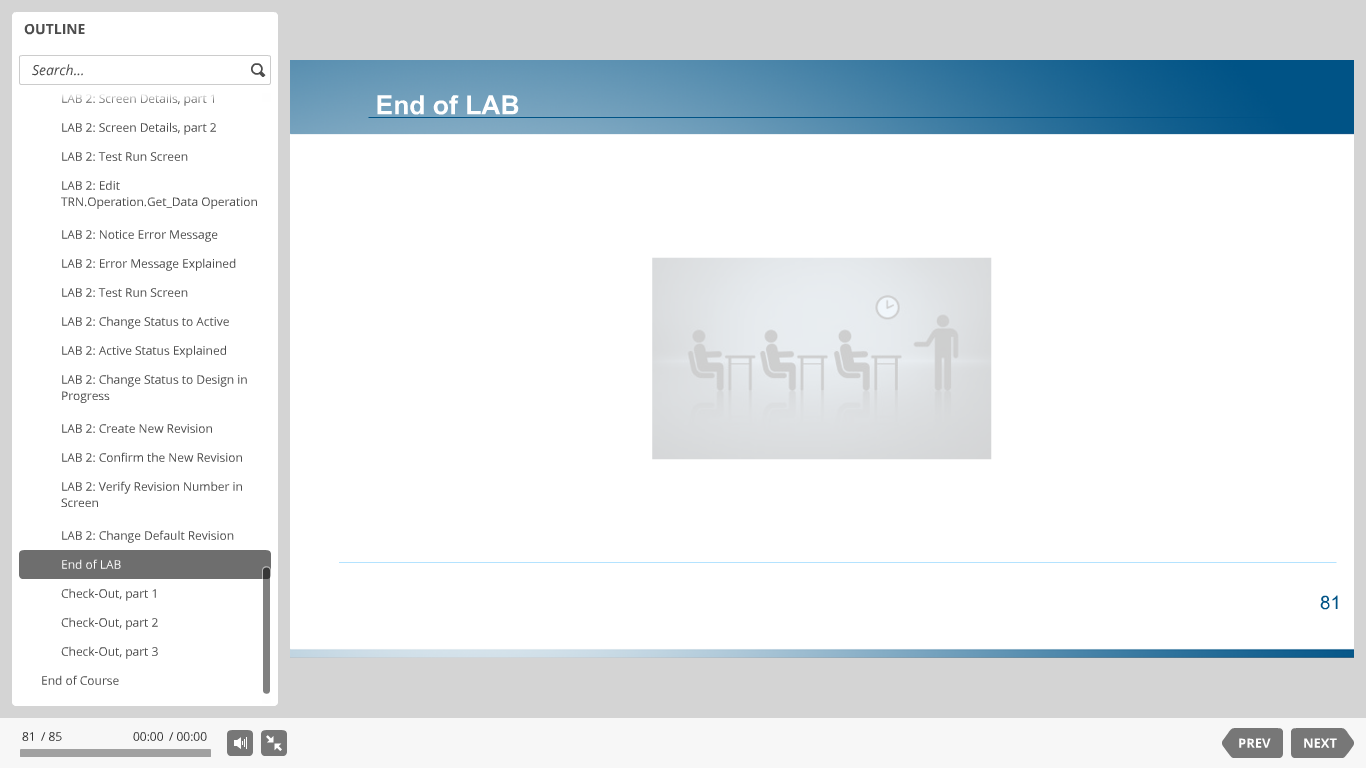 OUTLINE
Search...
LAB 2: Screen Details, part 1
LAB 2: Screen Details, part 2
LAB 2: Test Run Screen
LAB 2: Edit
TRN.Operation.Get_Data Operation
LAB 2: Notice Error Message
LAB 2: Error Message Explained
LAB 2: Test Run Screen
LAB 2: Change Status to Active
LAB 2: Active Status Explained
LAB 2: Change Status to Design in
Progress
LAB 2: Create New Revision
LAB 2: Confirm the New Revision
LAB 2: Verify Revision Number in
Screen
LAB 2: Change Default Revision
End of LAB
Check-Out, part 1
Check-Out, part 2
Check-Out, part 3
End of Course
End of LAB
81
81 / 85
00:00 / 00:00
PREV
NEXT